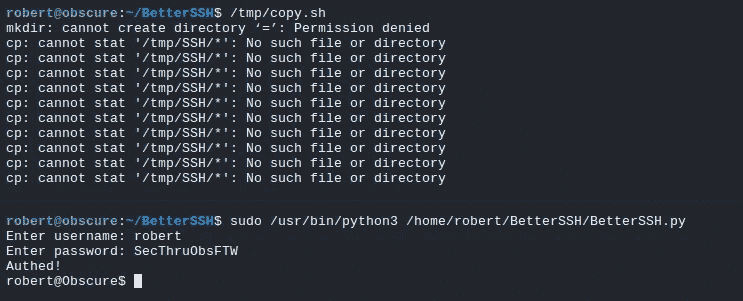 robert@obscure:~/BetterSSH$ /tmp/copy.sh
mkdir: cannot create directory ‘=’: Permission denied
cp: cannot stat '/tmp/SSH/*': No such file or directory
cp: cannot stat '/tmp/SSH/*': No such file or directory
cp: cannot stat '/tmp/SSH/*': No such file or directory
cp: cannot stat '/tmp/SSH/*': No such file or directory
cp: cannot stat '/tmp/SSH/*': No such file or directory
cp: cannot stat '/tmp/SSH/*': No such file or directory
cp: cannot stat '/tmp/SSH/*': No such file or directory
cp: cannot stat '/tmp/SSH/*': No such file or directory
cp: cannot stat '/tmp/SSH/*': No such file or directory
cp: cannot stat '/tmp/SSH/*': No such file or directory
robert@obscure:~/BetterSSH$ sudo /usr/bin/python3 /home/robert/BetterSSH/BetterSSH.py
Enter username: robert
Enter password: SecThruObsFTW
Authed!
robert@Obscure$